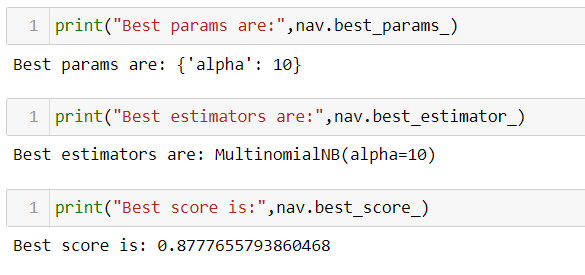 1 print("Best params are:",nav.best_params_)
Best params are: {'alpha': 10}
1 print("Best estimators are:",nav.best_estimator_)
Best estimators are: MultinomialNB(alpha=10)
1 print("Best score is:",nav.best_score_)
Best score is: 0.8777655793860468